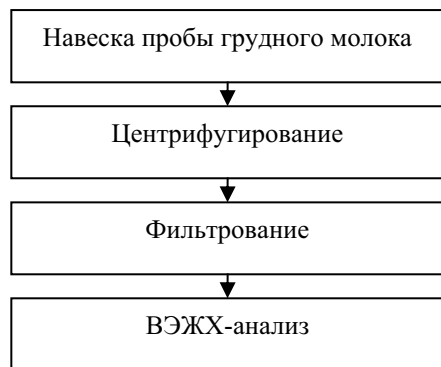 Навеска пробы грудного молока
Центрифугирование
Фильтрование
ВЭЖХ-анализ